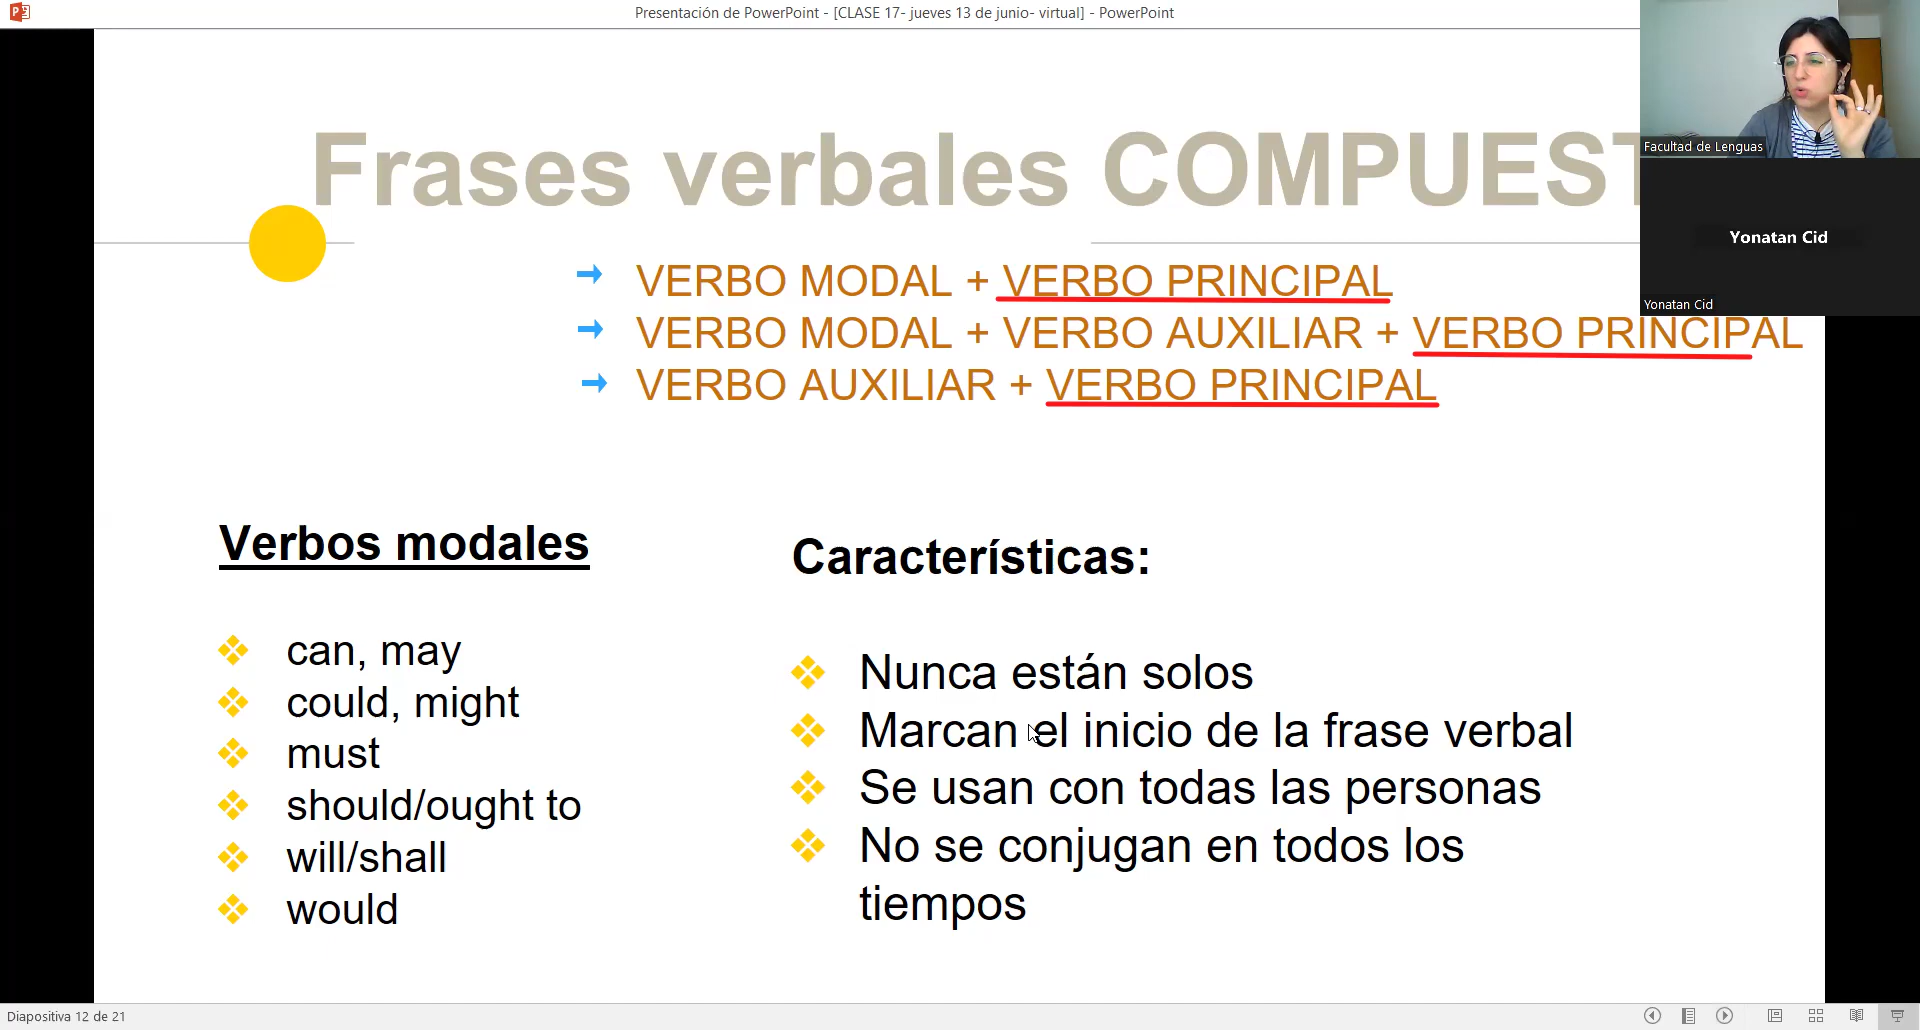 Presentación de PowerPoint - [CLASE 17- jueves 13 de junio- virtual] - PowerPoint
Facultad de Lenguas
Yonatan Cid
Yonatan Cid
Frases verbales COMPUEST
VERBO MODAL + VERBO PRINCIPAL
VERBO MODAL + VERBO AUXILIAR + VERBO PRINCIPAL
VERBO AUXILIAR + VERBO PRINCIPAL
Verbos modales
can, may
could, might
must
should/ought to
will/shall
would
Características:
Nunca están solos
Marcan el inicio de la frase verbal
Se usan con todas las personas
No se conjugan en todos los
tiempos
Diapositiva 12 de 21